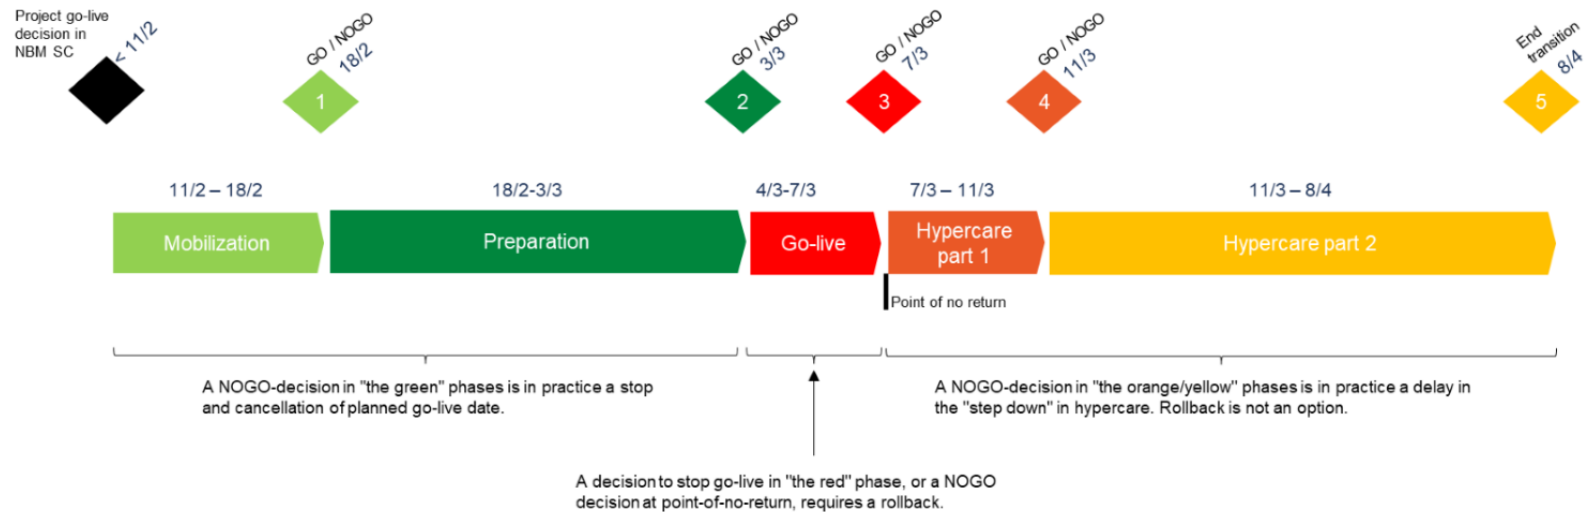 Project go-live
decision in
NBM SC
< 11/2
GO / NOGO
18/2
GO / NOGO
3/3
GO / NOGO
7/3
GO / NOGO
11/3
End
transition
8/4
1
2
3
4
5
11/2 – 18/2
18/2-3/3
4/3-7/3
7/3 – 11/3
11/3 – 8/4
Mobilization
Preparation
Go-live
Hypercare
part 1
Hypercare part 2
Point of no return
A NOGO-decision in "the green" phases is in practice a stop
and cancellation of planned go-live date.
A NOGO-decision in "the orange/yellow" phases is in practice a delay in
the "step down" in hypercare. Rollback is not an option.
A decision to stop go-live in "the red" phase, or a NOGO
decision at point-of-no-return, requires a rollback.